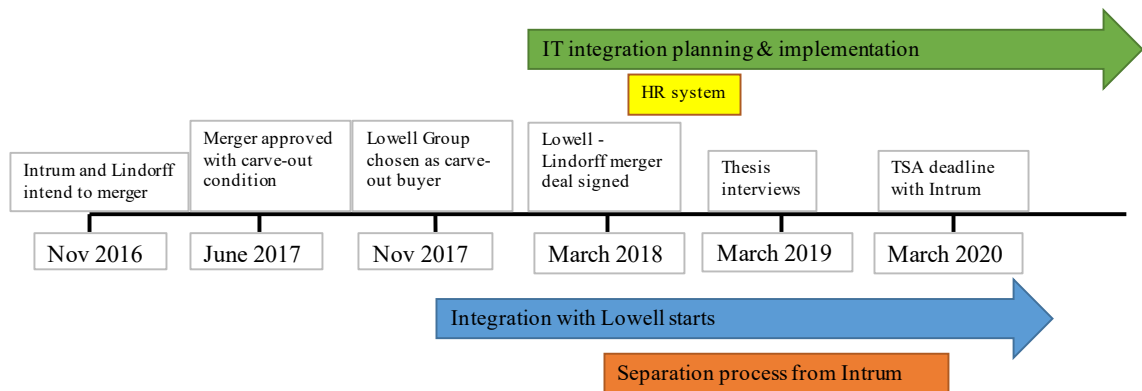 IT integration planning & implementation
HR system
Intrum and Lindorff
intend to merger
Merger approved
with carve-out
condition
Lowell Group
chosen as carve-
out buyer
Lowell -
Lindorff merger
deal signed
Thesis
interviews
TSA deadline
with Intrum
Nov 2016
June 2017
Nov 2017
March 2018
March 2019
March 2020
Integration with Lowell starts
Separation process from Intrum